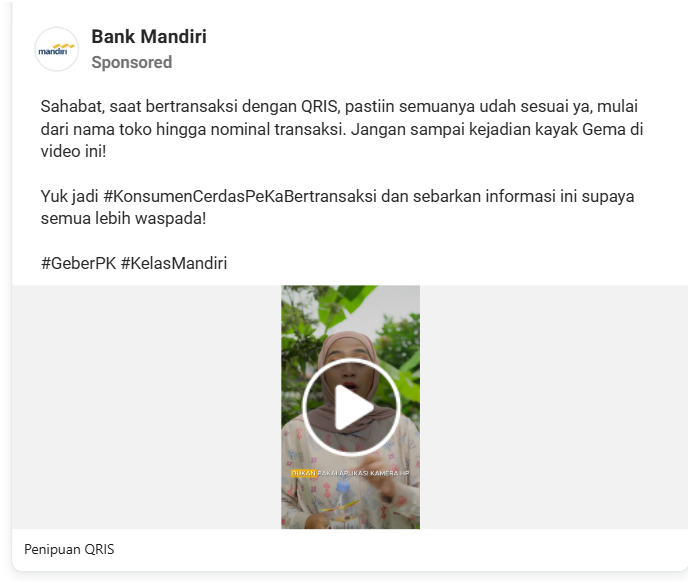 mandiri
Bank Mandiri
Sponsored
Sahabat, saat bertransaksi dengan QRIS, pastiin semuanya udah sesuai ya, mulai
dari nama toko hingga nominal transaksi. Jangan sampai kejadian kayak Gema di
video ini!
Yuk jadi #KonsumenCerdasPeKaBertransaksi dan sebarkan informasi ini supaya
semua lebih waspada!
#GeberPK #KelasMandiri
BUKAN PAKAI APLIKASI KAMERA HP
Penipuan QRIS